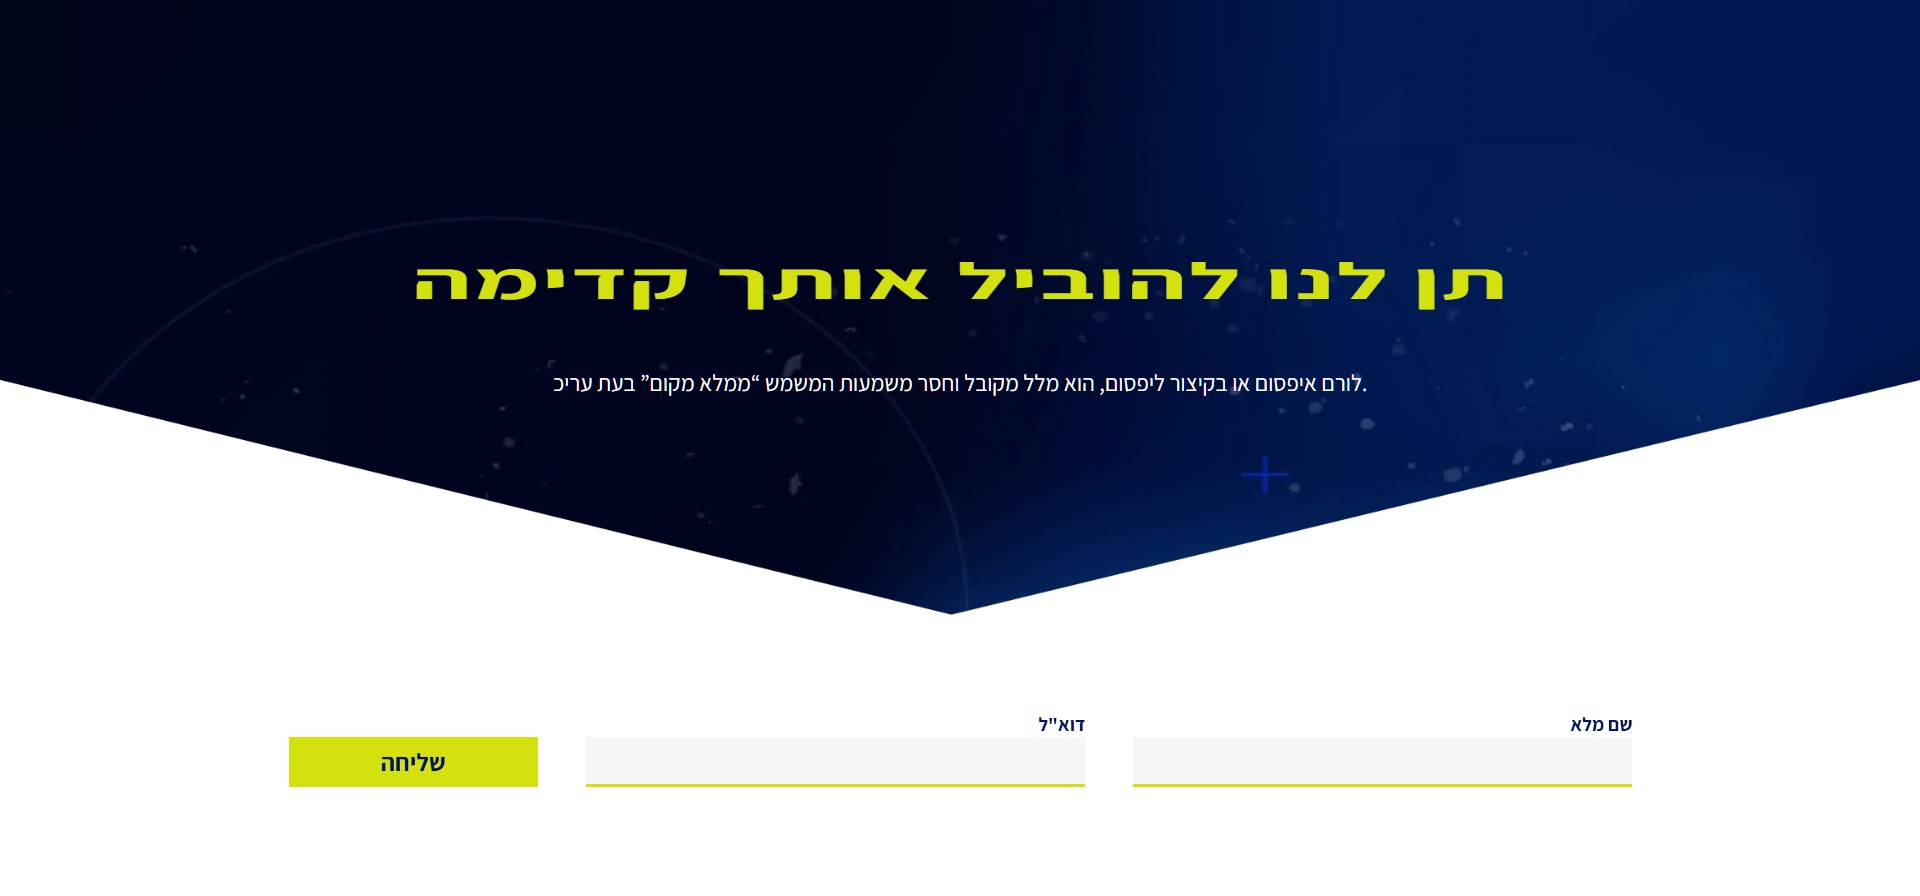 תן לנו להוביל אותך קדימה
לורם איפסום או בקיצור ליפסום, הוא מלל מקובל וחסר משמעות המשמש “ממלא מקום” בעת עריכ.
שם מלא
דוא"ל
שליחה